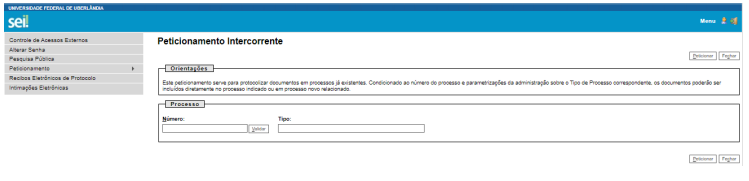 UNIVERSIDADE FEDERAL DE UBERLÂNDIA
sei!
Menu
Controle de Acessos Externos
Alterar Senha
Pesquisa Pública
Peticionamento
Recibos Eletrônicos de Protocolo
Intimações Eletrônicas
Peticionamento Intercorrente
Peticionar Fechar
Orientações
Este peticionamento serve para protocolizar documentos em processos já existentes. Condicionado ao número do processo e parametrizações da administração sobre o Tipo de Processo correspondente, os documentos poderão ser
incluídos diretamente no processo indicado ou em processo novo relacionado.
Processo
Número: Tipo:
Validar
Peticionar Fechar